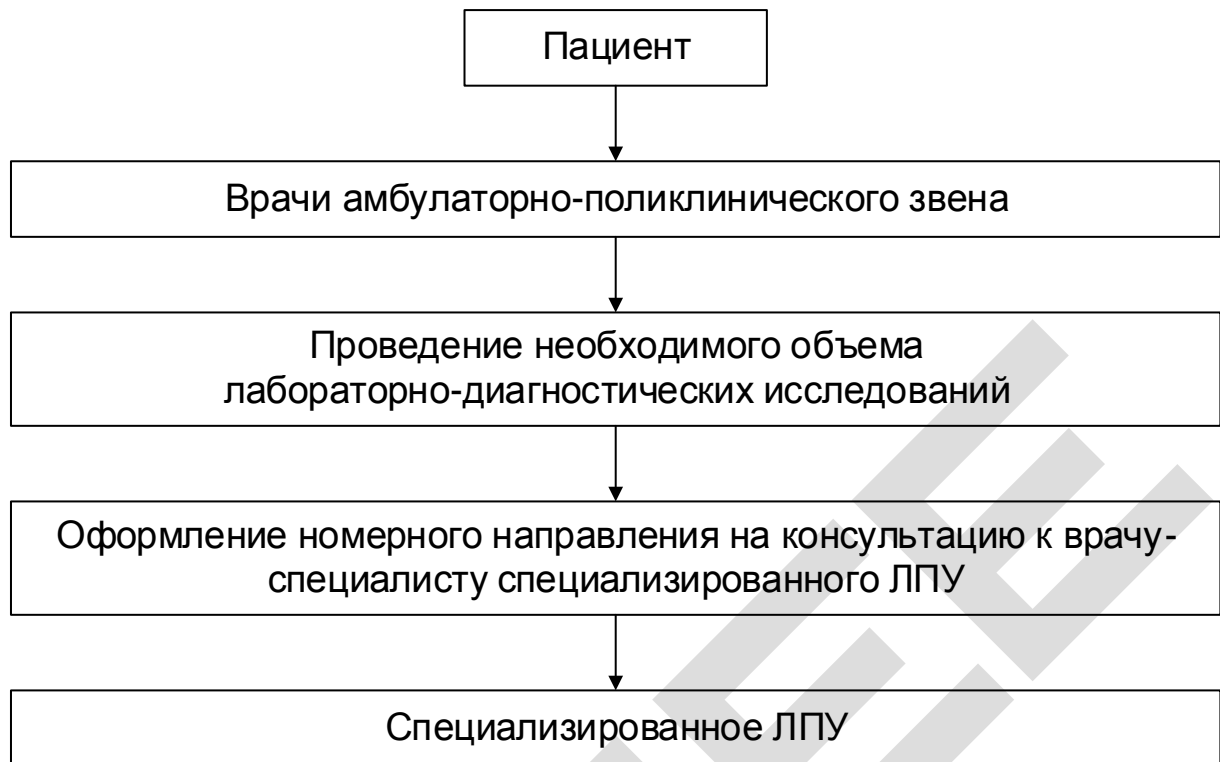 Пациент
Врачи амбулаторно-поликлинического звена
Проведение необходимого объема
лабораторно-диагностических исследований
Оформление номерного направления на консультацию к врачу-
специалисту специализированного ЛПУ
Специализированное ЛПУ